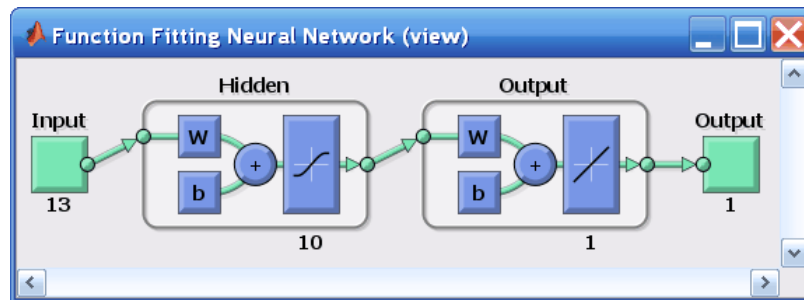 Function Fitting Neural Network (view)
Hidden
Output
Input
Output
W
W
+
+
b
b
13
1
10
1